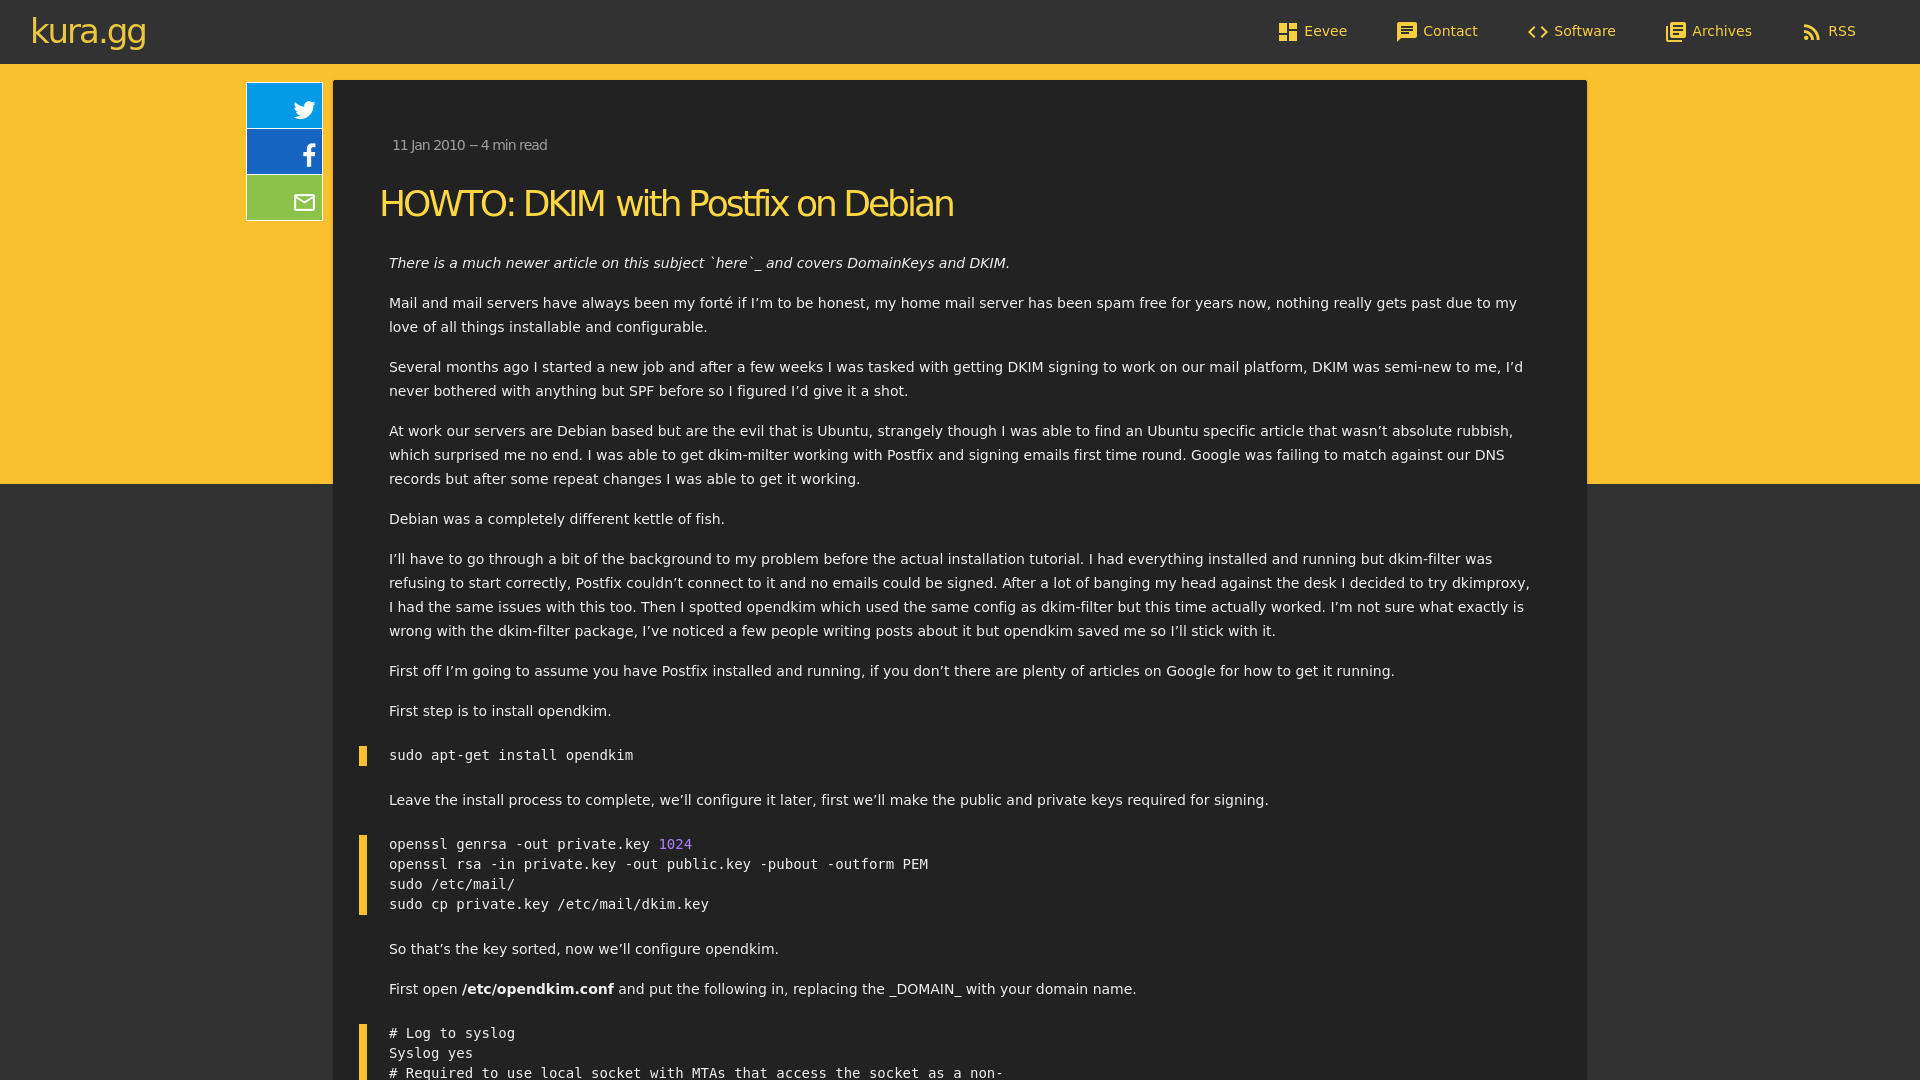 kura.gg
Eevee
Contact
Software
Archives
RSS
11 Jan 2010 – 4 min read
HOWTO: DKIM with Postfix on Debian
There is a much newer article on this subject `here`_ and covers DomainKeys and DKIM.
Mail and mail servers have always been my forté if I’m to be honest, my home mail server has been spam free for years now, nothing really gets past due to my
love of all things installable and configurable.
Several months ago I started a new job and after a few weeks I was tasked with getting DKIM signing to work on our mail platform, DKIM was semi-new to me, I’d
never bothered with anything but SPF before so I figured I’d give it a shot.
At work our servers are Debian based but are the evil that is Ubuntu, strangely though I was able to find an Ubuntu specific article that wasn’t absolute rubbish,
which surprised me no end. I was able to get dkim-milter working with Postfix and signing emails first time round. Google was failing to match against our DNS
records but after some repeat changes I was able to get it working.
Debian was a completely different kettle of fish.
I’ll have to go through a bit of the background to my problem before the actual installation tutorial. I had everything installed and running but dkim-filter was
refusing to start correctly, Postfix couldn’t connect to it and no emails could be signed. After a lot of banging my head against the desk I decided to try dkimproxy,
I had the same issues with this too. Then I spotted opendkim which used the same config as dkim-filter but this time actually worked. I’m not sure what exactly is
wrong with the dkim-filter package, I’ve noticed a few people writing posts about it but opendkim saved me so I’ll stick with it.
First off I’m going to assume you have Postfix installed and running, if you don’t there are plenty of articles on Google for how to get it running.
First step is to install opendkim.
sudo apt-get install opendkim
Leave the install process to complete, we’ll configure it later, first we’ll make the public and private keys required for signing.
openssl genrsa -out private.key 1024
openssl rsa -in private.key -out public.key -pubout -outform PEM
sudo /etc/mail/
sudo cp private.key /etc/mail/dkim.key
So that’s the key sorted, now we’ll configure opendkim.
First open /etc/opendkim.conf and put the following in, replacing the _DOMAIN_ with your domain name.
# Log to syslog
Syslog yes
# Required to use local socket with MTAs that access the socket as a non-